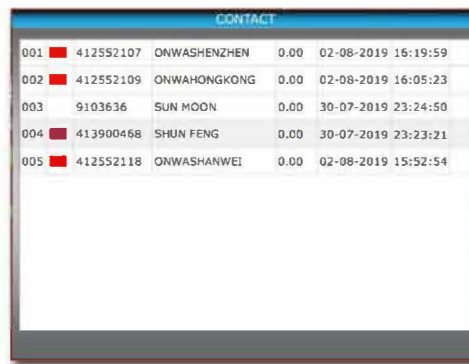 CONTACT
001 412552107 ONWASHENZHEN 0.00 02-08-2019 16:19:59
002 412552109 ONWAHONGKONG 0.00 02-08-2019 16:05:23
003 9103636 SUN MOON 0.00 30-07-2019 23:24:50
004 413900468 SHUN FENG 0.00 30-07-2019 23:23:21
005 412552118 ONWASHANWEI 0.00 02-08-2019 15:52:54